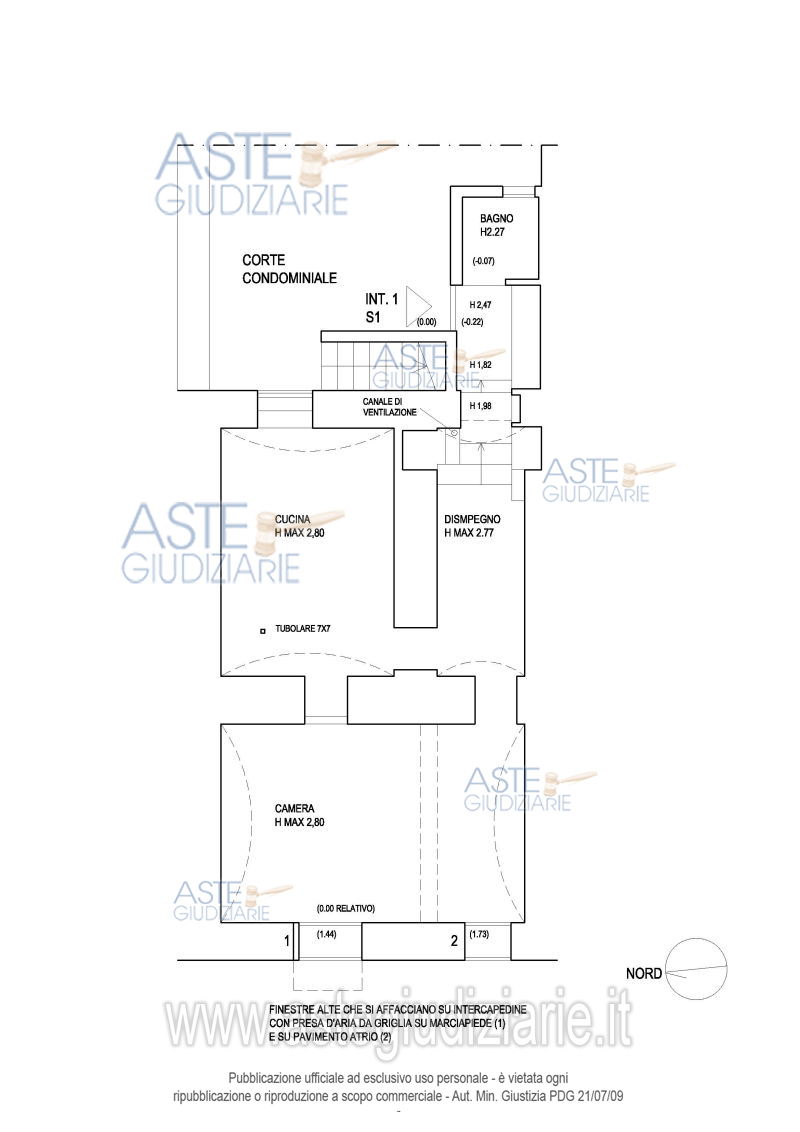 ASTE
GIUDIZIARIE
BAGNO
H2.27
(-0.07)
CORTE
CONDOMINIALE
INT. 1
S1
(0.00)
(-0.22)
H 2,47
ASTE
GIUDIZIARIE
H 1,82
CANALE DI
VENTILAZIONE
H 1,98
ASTE
GIUDIZIARIE
ASTE
GIUDIZIARIE
CUCINA
H MAX 2,80
DISMPEGNO
H MAX 2.77
TUBOLARE 7X7
ASTE
GIUDIZIARIE
CAMERA
H MAX 2,80
ASTE
GIUDIZIARIE
(0.00 RELATIVO)
1
(1.44)
2
(1.73)
NORD
www.astegiudiziarie.it
FINESTRE ALTE CHE SI AFFACCIANO SU INTERCAPEDINE
CON PRESA D'ARIA DA GRIGLIA SU MARCIAPIEDE (1)
E SU PAVIMENTO ATRIO (2)
Pubblicazione ufficiale ad esclusivo uso personale - è vietata ogni
ripubblicazione o riproduzione a scopo commerciale - Aut. Min. Giustizia PDG 21/07/09
-